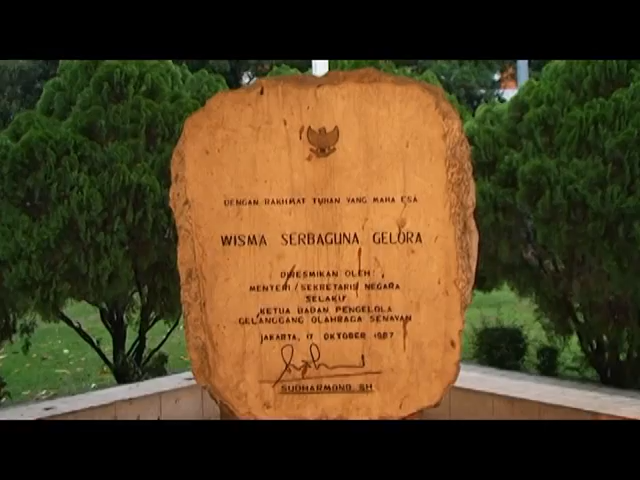 DENGAN RAKHMAT TUHAN YANG MAHA ESA
WISMA SERBAGUNA GELORA
DIRESMIKAN OLEH :
MENTERI / SEKRETARIS NEGARA
SELAKU
KETUA BADAN PENGELOLA
GELANGGANG OLAHRAGA SENAYAN
JAKARTA, 17 OKTOBER 1987
SUDHARMONO, SH